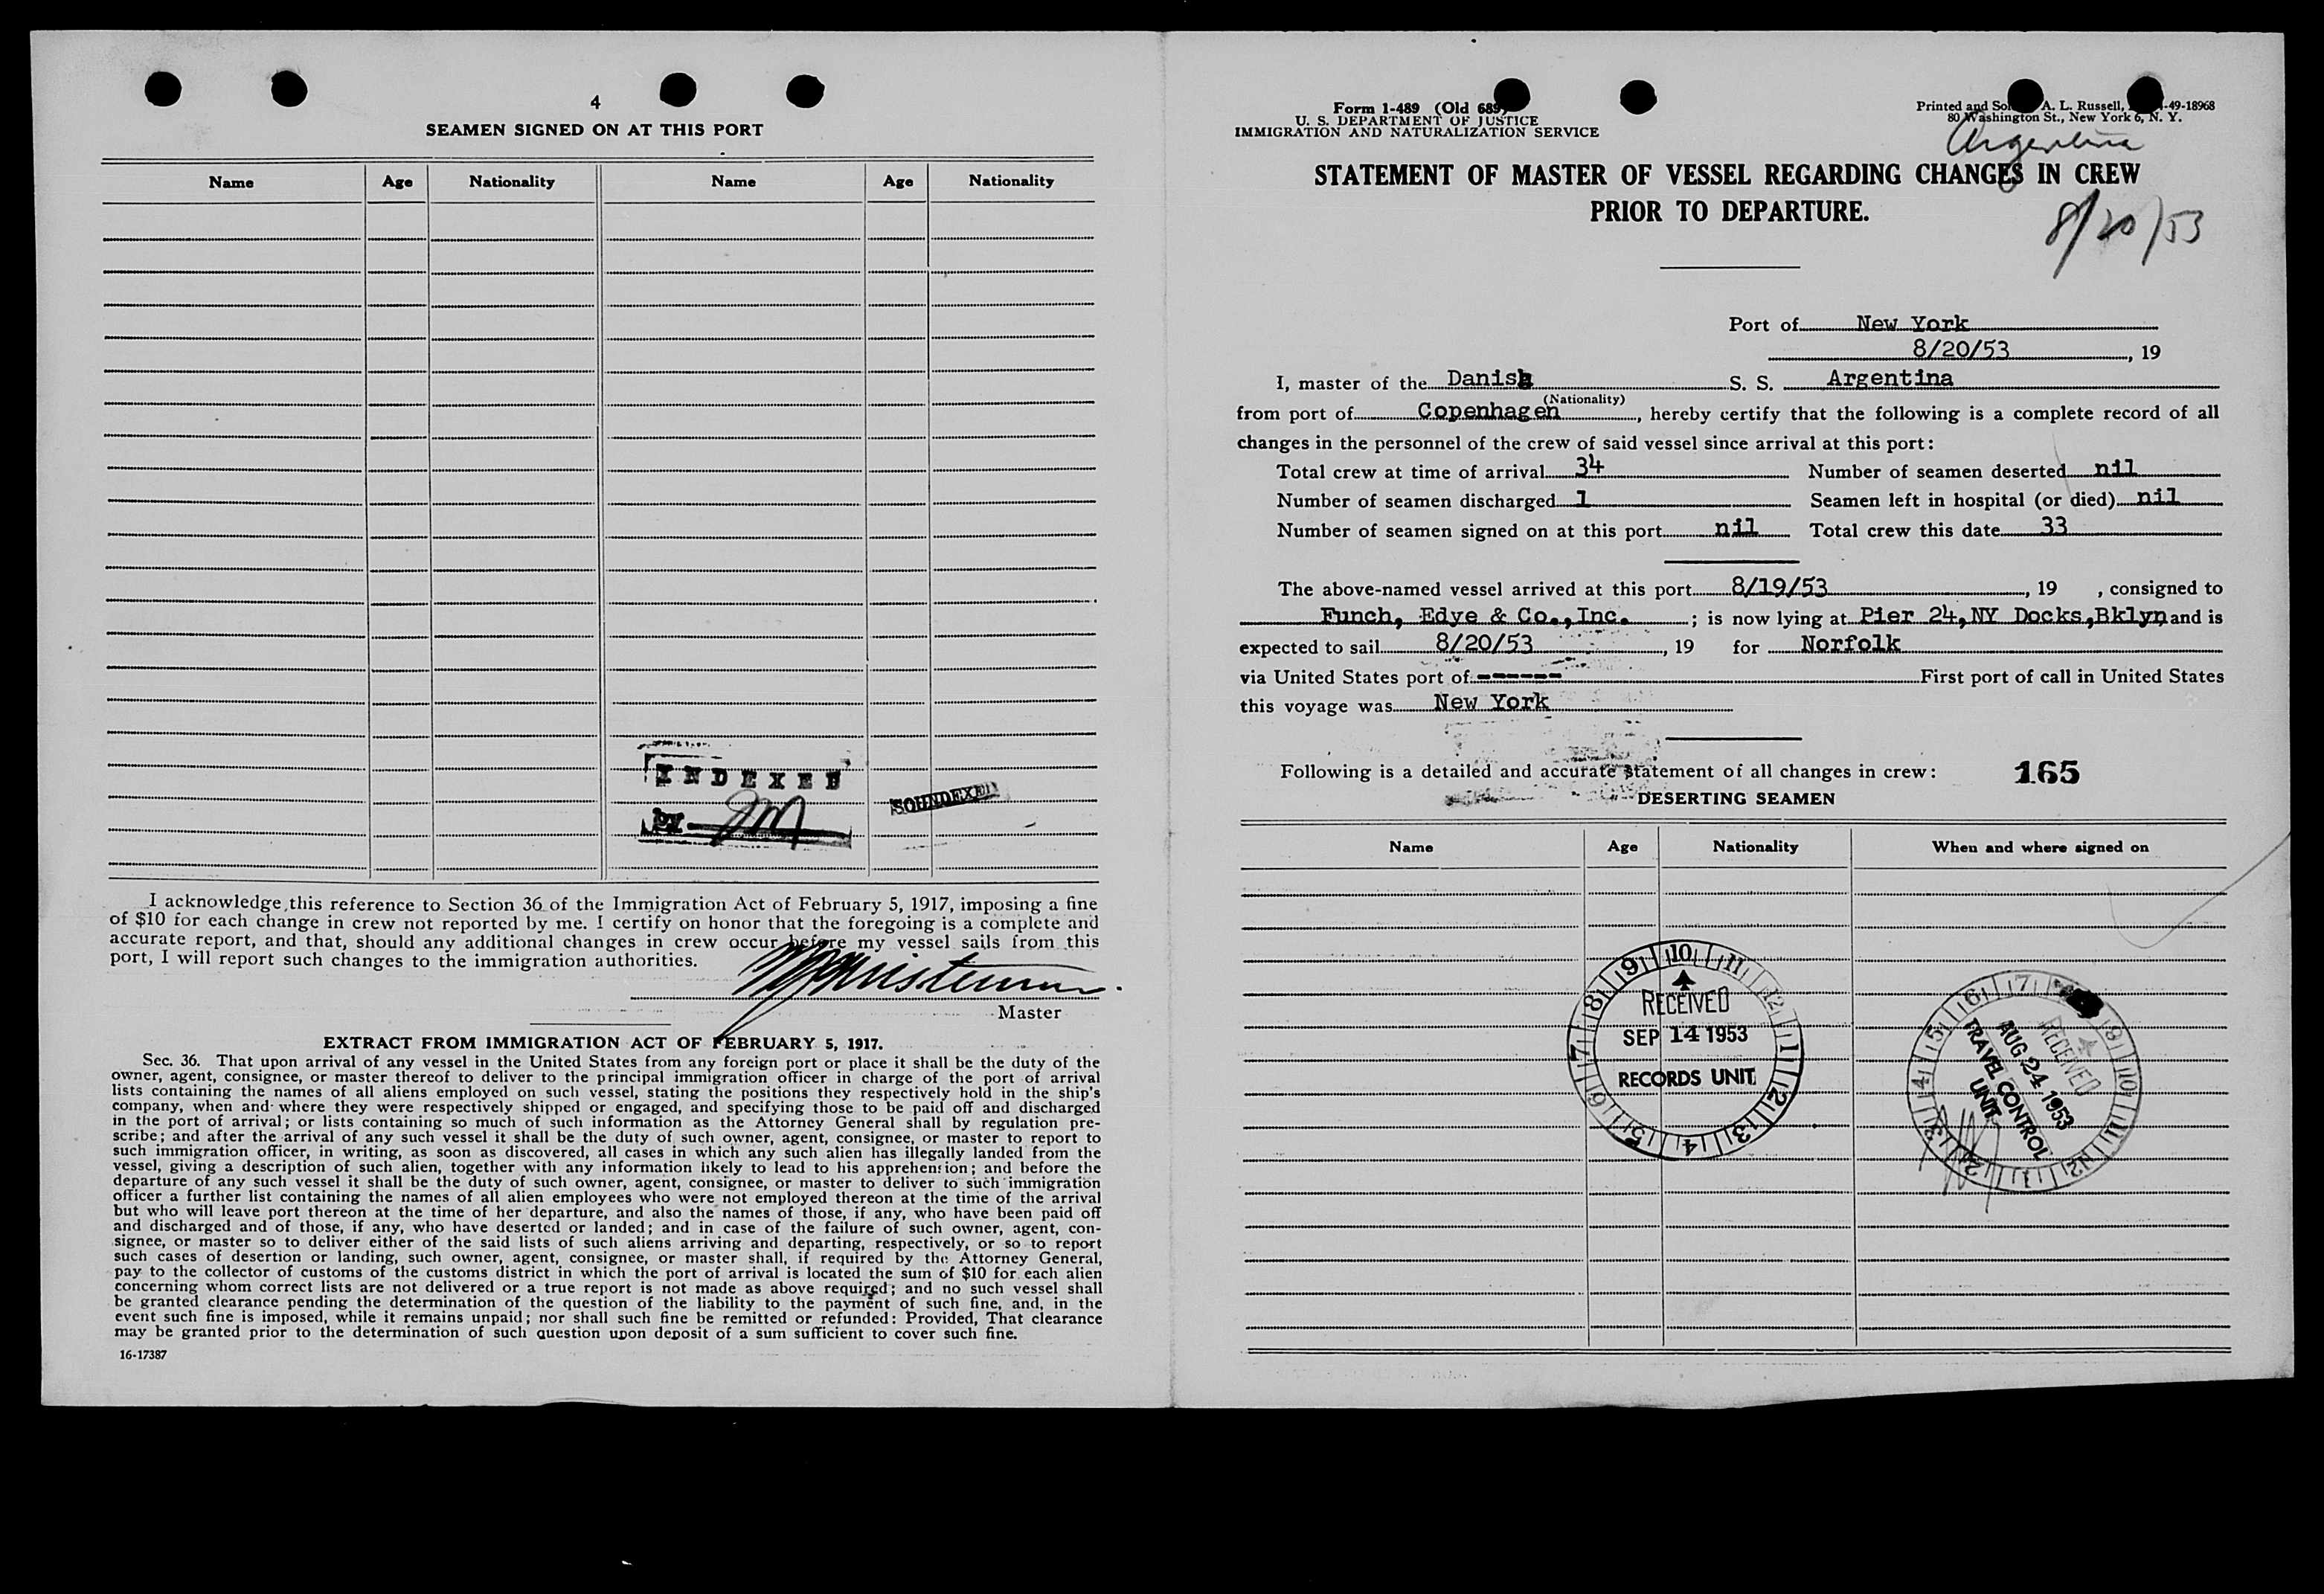 4
SEAMEN SIGNED ON AT THIS PORT
Name Age Nationality Name Age Nationality
INDEXED
BY JM
SOUNDEXED
I acknowledge this reference to Section 36 of the Immigration Act of February 5, 1917, imposing a fine
of $10 for each change in crew not reported by me. I certify on honor that the foregoing is a complete and
accurate report, and that, should any additional changes in crew occur before my vessel sails from this
port, I will report such changes to the immigration authorities.
Master
EXTRACT FROM IMMIGRATION ACT OF FEBRUARY 5, 1917.
Sec. 36. That upon arrival of any vessel in the United States from any foreign port or place it shall be the duty of the
owner, agent, consignee, or master thereof to deliver to the principal immigration officer in charge of the port of arrival
lists containing the names of all aliens employed on such vessel, stating the positions they respectively hold in the ship's
company, when and where they were respectively shipped or engaged, and specifying those to be paid off and discharged
in the port of arrival; or lists containing so much of such information as the Attorney General shall by regulation pre-
scribe; and after the arrival of any such vessel it shall be the duty of such owner, agent, consignee, or master to report to
such immigration officer, in writing, as soon as discovered, all cases in which any such alien has illegally landed from the
vessel, giving a description of such alien, together with any information likely to lead to his apprehension; and before the
departure of any such vessel it shall be the duty of such owner, agent, consignee, or master to deliver to such immigration
officer a further list containing the names of all alien employees who were not employed thereon at the time of the arrival
but who will leave port thereon at the time of her departure, and also the names of those, if any, who have been paid off
and discharged and of those, if any, who have deserted or landed; and in case of the failure of such owner, agent, con-
signee, or master so to deliver either of the said lists of such aliens arriving and departing, respectively, or so to report
such cases of desertion or landing, such owner, agent, consignee, or master shall, if required by the Attorney General,
pay to the collector of customs of the customs district in which the port of arrival is located the sum of $10 for each alien
concerning whom correct lists are not delivered or a true report is not made as above required; and no such vessel shall
be granted clearance pending the determination of the question of the liability to the payment of such fine, and, in the
event such fine is imposed, while it remains unpaid; nor shall such fine be remitted or refunded: Provided, That clearance
may be granted prior to the determination of such question upon deposit of a sum sufficient to cover such fine.
16-17387
Form 1-489 (Old 689)
U. S. DEPARTMENT OF JUSTICE
IMMIGRATION AND NATURALIZATION SERVICE
Printed and Sol A. L. Russell, -49-18968
80 Washington St., New York 6, N. Y.
Argentina
STATEMENT OF MASTER OF VESSEL REGARDING CHANGES IN CREW
PRIOR TO DEPARTURE.
8/20/53
Port of New York
8/20/53, 19
I, master of the Danish S. S. Argentina
(Nationality)
from port of Copenhagen, hereby certify that the following is a complete record of all
changes in the personnel of the crew of said vessel since arrival at this port:
Total crew at time of arrival 34 Number of seamen deserted nil
Number of seamen discharged 1 Seamen left in hospital (or died) nil
Number of seamen signed on at this port nil Total crew this date 33
The above-named vessel arrived at this port 8/19/53, 19 , consigned to
Funch, Edye & Co., Inc. ; is now lying at Pier 24, NY Docks, Bklyn and is
expected to sail 8/20/53, 19 for Norfolk
via United States port of ------ First port of call in United States
this voyage was New York
Following is a detailed and accurate statement of all changes in crew: 165
DESERTING SEAMEN
Name Age Nationality When and where signed on
RECEIVED
SEP 14 1953
RECORDS UNIT
1 2 3 4 5 6 7 8 9 10 11 12
RECEIVED
AUG 24 1953
TRAVEL CONTROL
UNIT
1 2 3 4 5 6 7 9 10 11 12